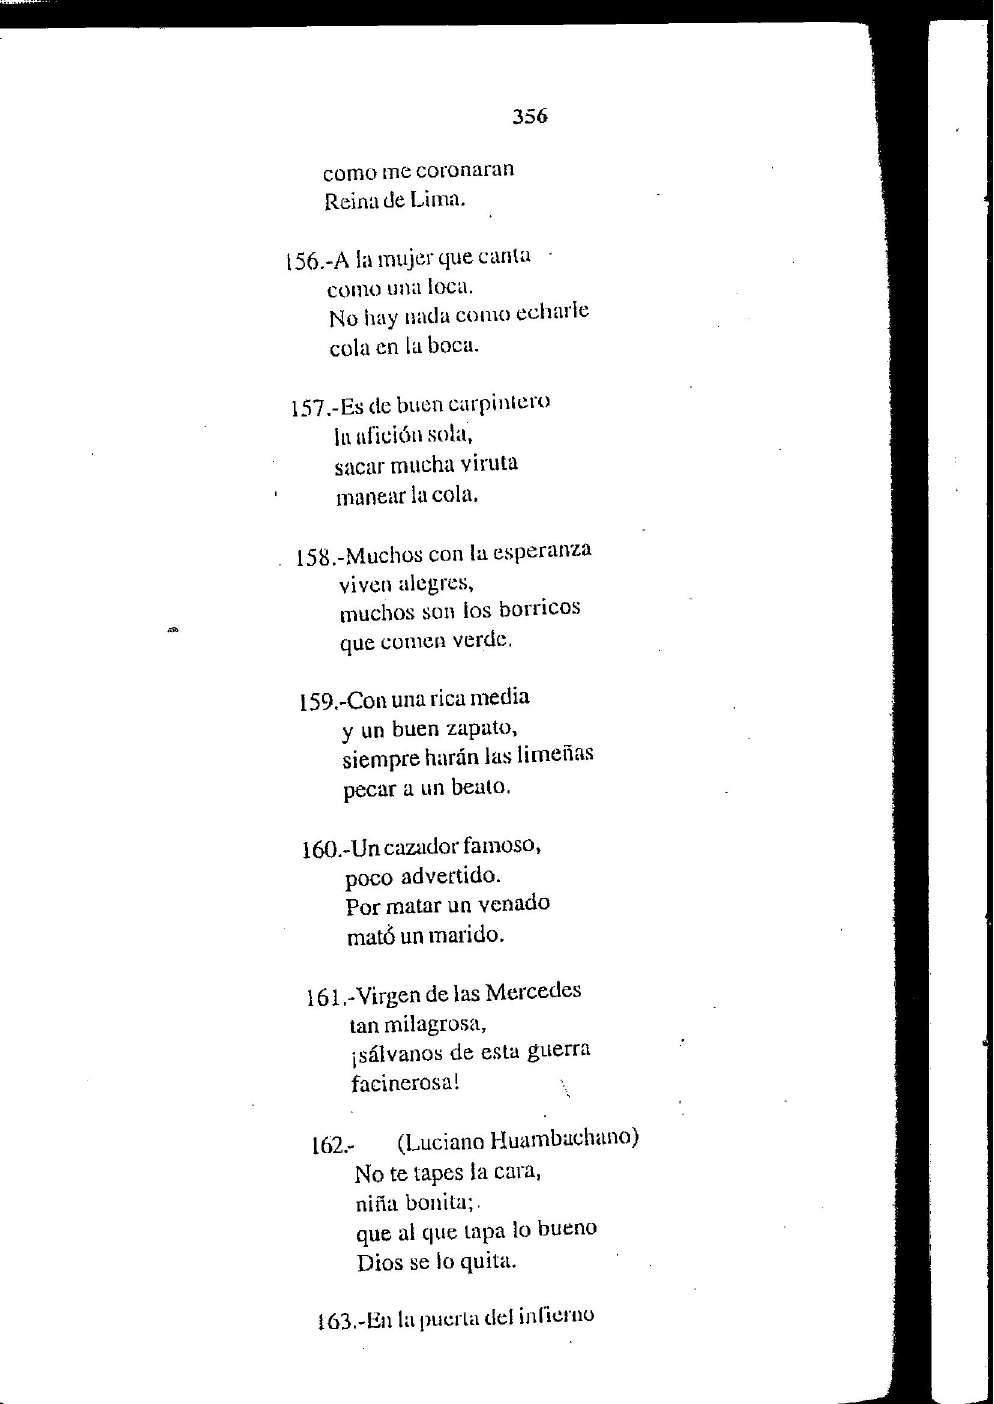 356
como me coronaran
Reina de Lima.
156.-A la mujer que canta
como una loca.
No hay nada como echarle
cola en la boca.
157.-Es de buen carpintero
la afición sola,
sacar mucha viruta
manear la cola.
158.-Muchos con la esperanza
viven alegres,
muchos son los borricos
que comen verde.
159.-Con una rica media
y un buen zapato,
siempre harán las limeñas
pecar a un beato.
160.-Un cazador famoso,
poco advertido.
Por matar un venado
mató un marido.
161.-Virgen de las Mercedes
tan milagrosa,
¡sálvanos de esta guerra
facinerosa!
162.- (Luciano Huambachano)
No te tapes la cara,
niña bonita;
que al que tapa lo bueno
Dios se lo quita.
163.-En la puerta del infierno